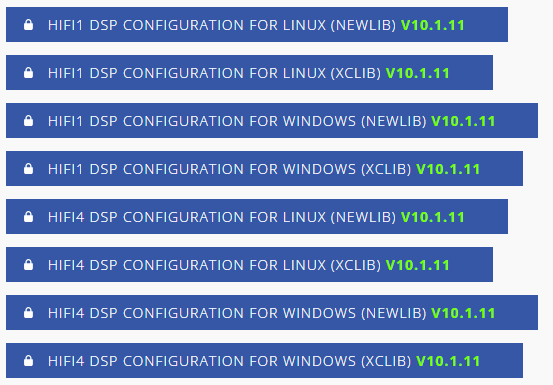 HIFI1 DSP CONFIGURATION FOR LINUX (NEWLIB) V10.1.11
HIFI1 DSP CONFIGURATION FOR LINUX (XCLIB) V10.1.11
HIFI1 DSP CONFIGURATION FOR WINDOWS (NEWLIB) V10.1.11
HIFI1 DSP CONFIGURATION FOR WINDOWS (XCLIB) V10.1.11
HIFI4 DSP CONFIGURATION FOR LINUX (NEWLIB) V10.1.11
HIFI4 DSP CONFIGURATION FOR LINUX (XCLIB) V10.1.11
HIFI4 DSP CONFIGURATION FOR WINDOWS (NEWLIB) V10.1.11
HIFI4 DSP CONFIGURATION FOR WINDOWS (XCLIB) V10.1.11